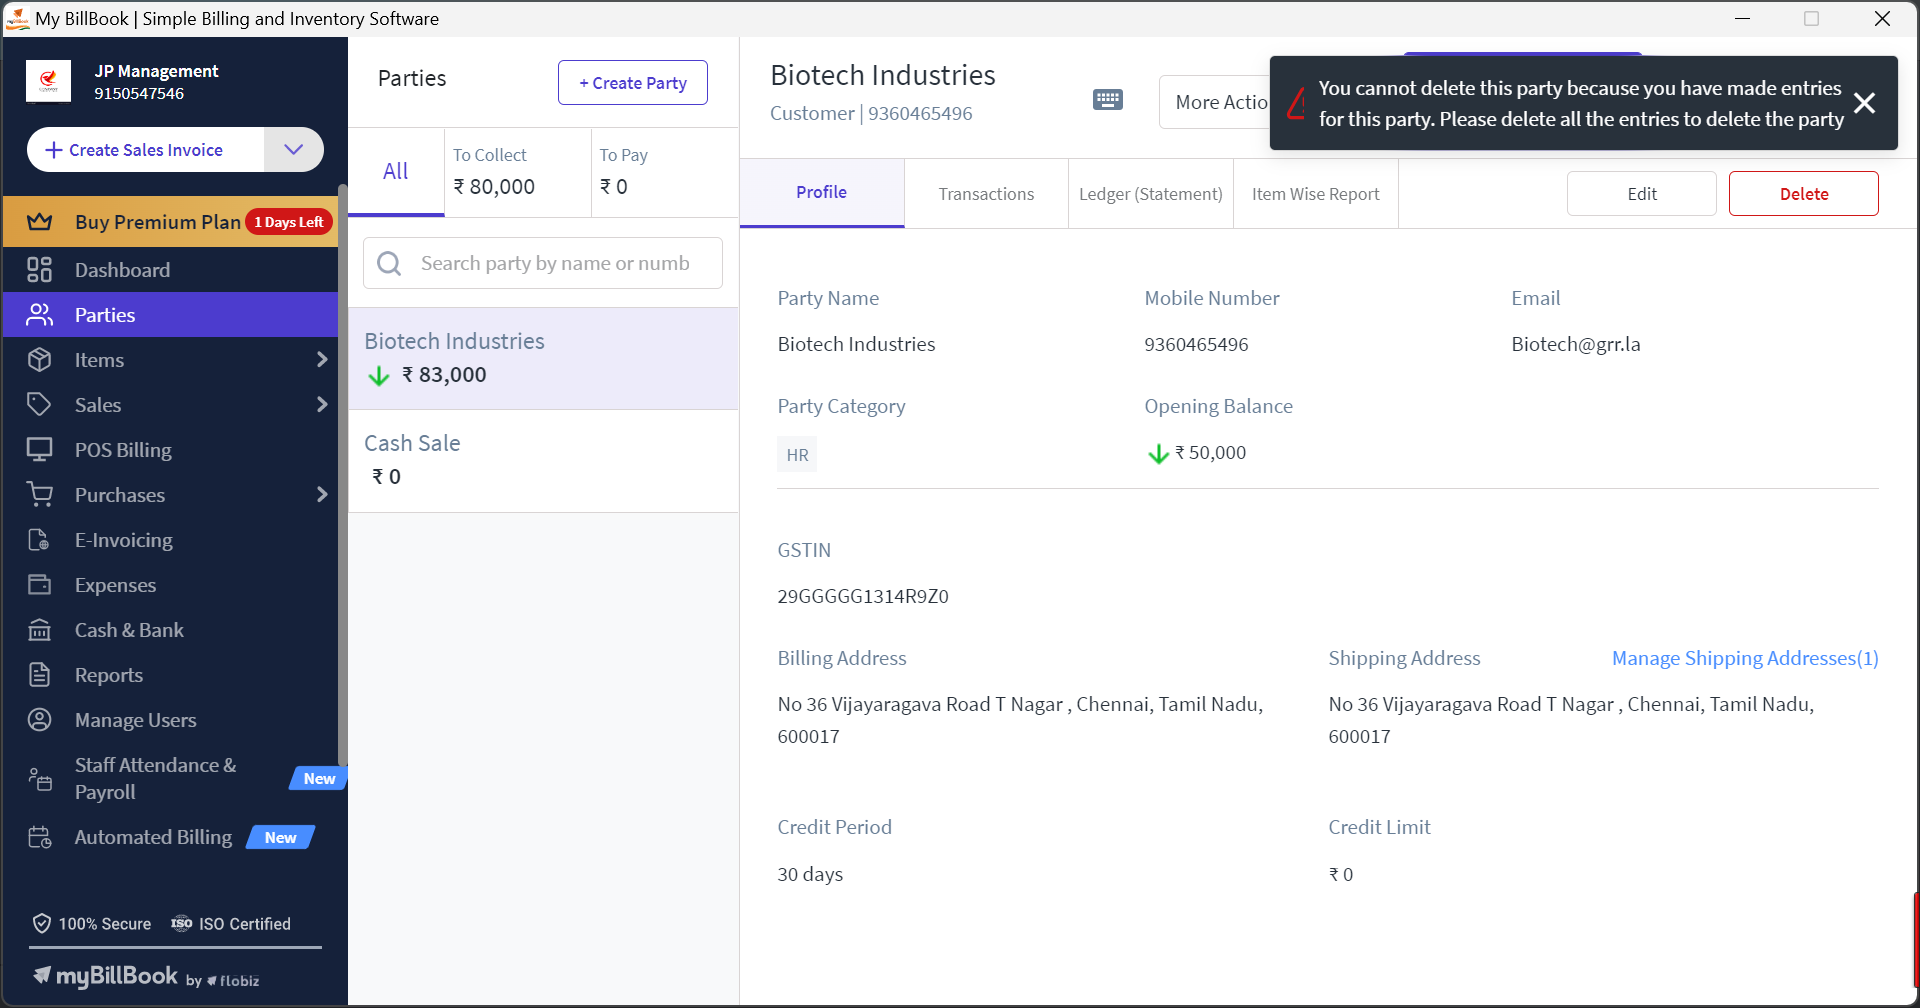 My BillBook | Simple Billing and Inventory Software
JP Management
9150547546
Create Sales Invoice
Buy Premium Plan
1 Days Left
Dashboard
Parties
Items
Sales
POS Billing
Purchases
E-Invoicing
Expenses
Cash & Bank
Reports
Manage Users
Staff Attendance &
Payroll
New
Automated Billing
New
100% Secure
ISO
ISO Certified
myBillBook by flobiz
Parties
+ Create Party
All
To Collect
₹ 80,000
To Pay
₹ 0
Search party by name or numb
Biotech Industries
₹ 83,000
Cash Sale
₹ 0
Biotech Industries
Customer | 9360465496
More Actio
You cannot delete this party because you have made entries
for this party. Please delete all the entries to delete the party
Profile
Transactions
Ledger (Statement)
Item Wise Report
Edit
Delete
Party Name
Mobile Number
Email
Biotech Industries
9360465496
Biotech@grr.la
Party Category
Opening Balance
HR
₹ 50,000
GSTIN
29GGGGG1314R9Z0
Billing Address
Shipping Address
Manage Shipping Addresses(1)
No 36 Vijayaragava Road T Nagar , Chennai, Tamil Nadu,
600017
No 36 Vijayaragava Road T Nagar , Chennai, Tamil Nadu,
600017
Credit Period
Credit Limit
30 days
₹ 0